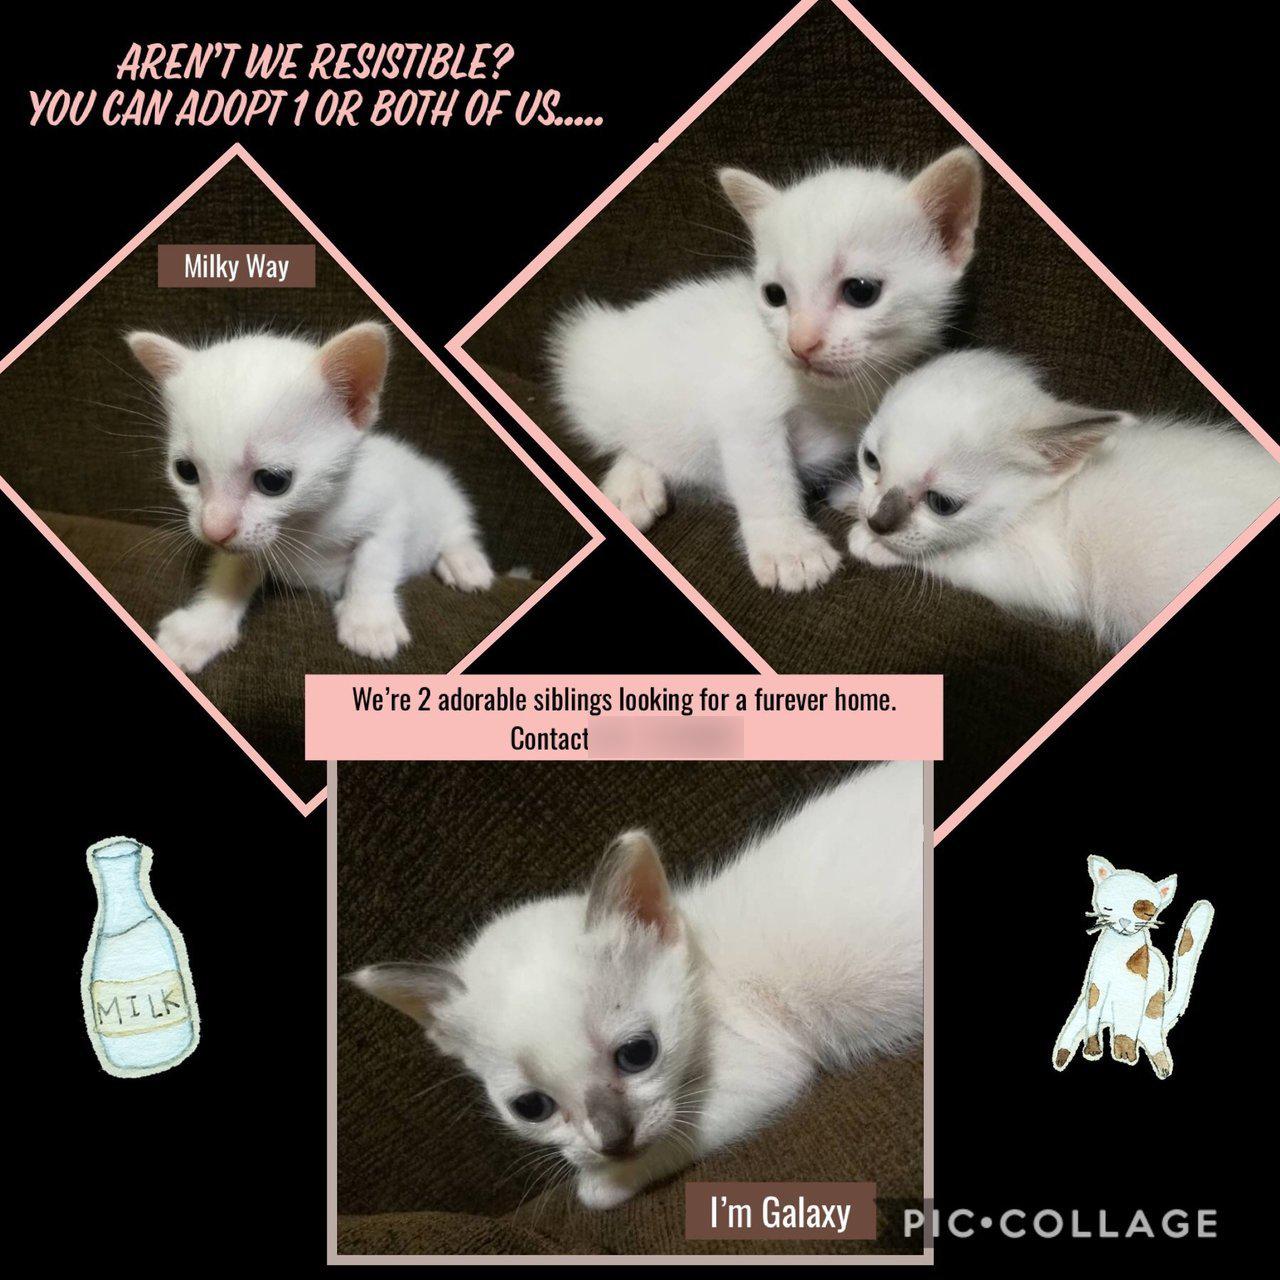 AREN'T WE RESISTIBLE?
YOU CAN ADOPT 1 OR BOTH OF US.....
Milky Way
We're 2 adorable siblings looking for a furever home.
Contact
MILK
I'm Galaxy
PIC•COLLAGE